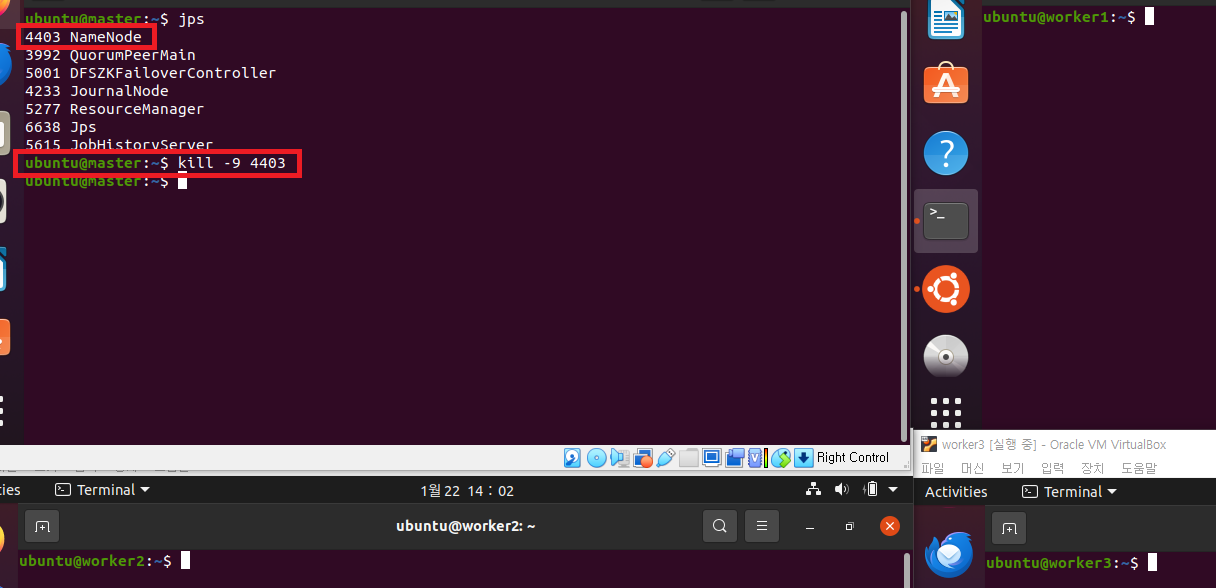 ubuntu@master:~$ jps
4403 NameNode
3992 QuorumPeerMain
5001 DFSZKFailoverController
4233 JournalNode
5277 ResourceManager
6638 Jps
5615 JobHistoryServer
ubuntu@master:~$ kill -9 4403
ubuntu@master:~$
Right Control
ubuntu@worker1:~$
ies
Terminal
1월 22 14 : 02
ubuntu@worker2: ~
ubuntu@worker2:~$
worker3 [실행 중] - Oracle VM VirtualBox
파일 머신 보기 입력 장치 도움말
Activities
Terminal
ubuntu@worker3:~$